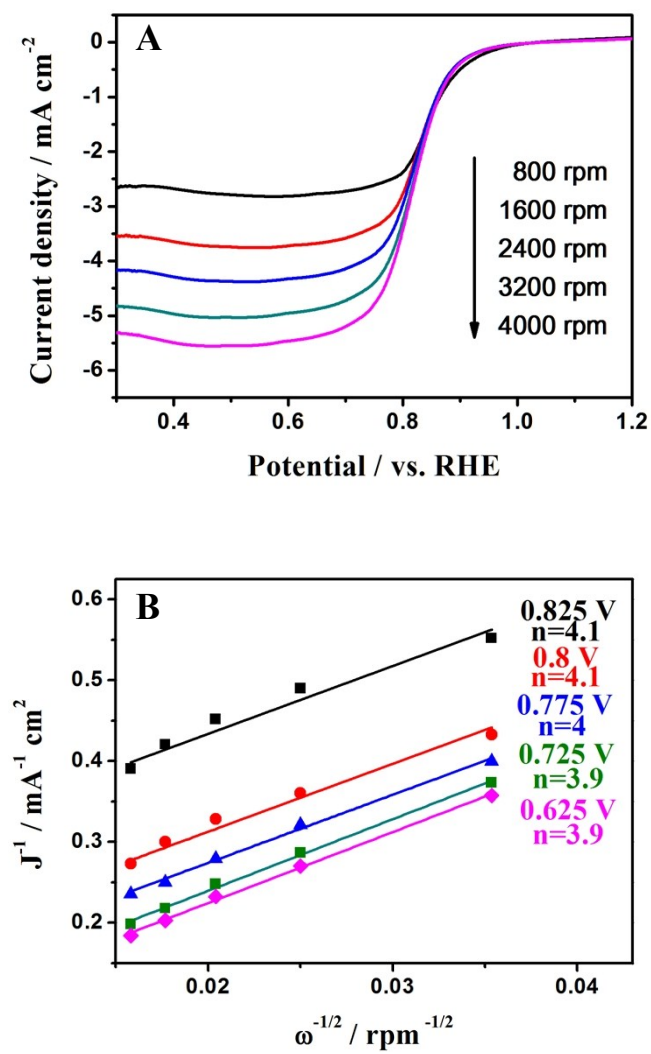 A
0
-1
-2
-3
-4
-5
-6
Current density / mA cm⁻²
800 rpm
1600 rpm
2400 rpm
3200 rpm
4000 rpm
0.4 0.6 0.8 1.0 1.2
Potential / vs. RHE
B
0.6
0.5
0.4
0.3
0.2
J⁻¹ / mA⁻¹ cm²
0.825 V
n=4.1
0.8 V
n=4.1
0.775 V
n=4
0.725 V
n=3.9
0.625 V
n=3.9
0.02 0.03 0.04
ω⁻¹/² / rpm⁻¹/²